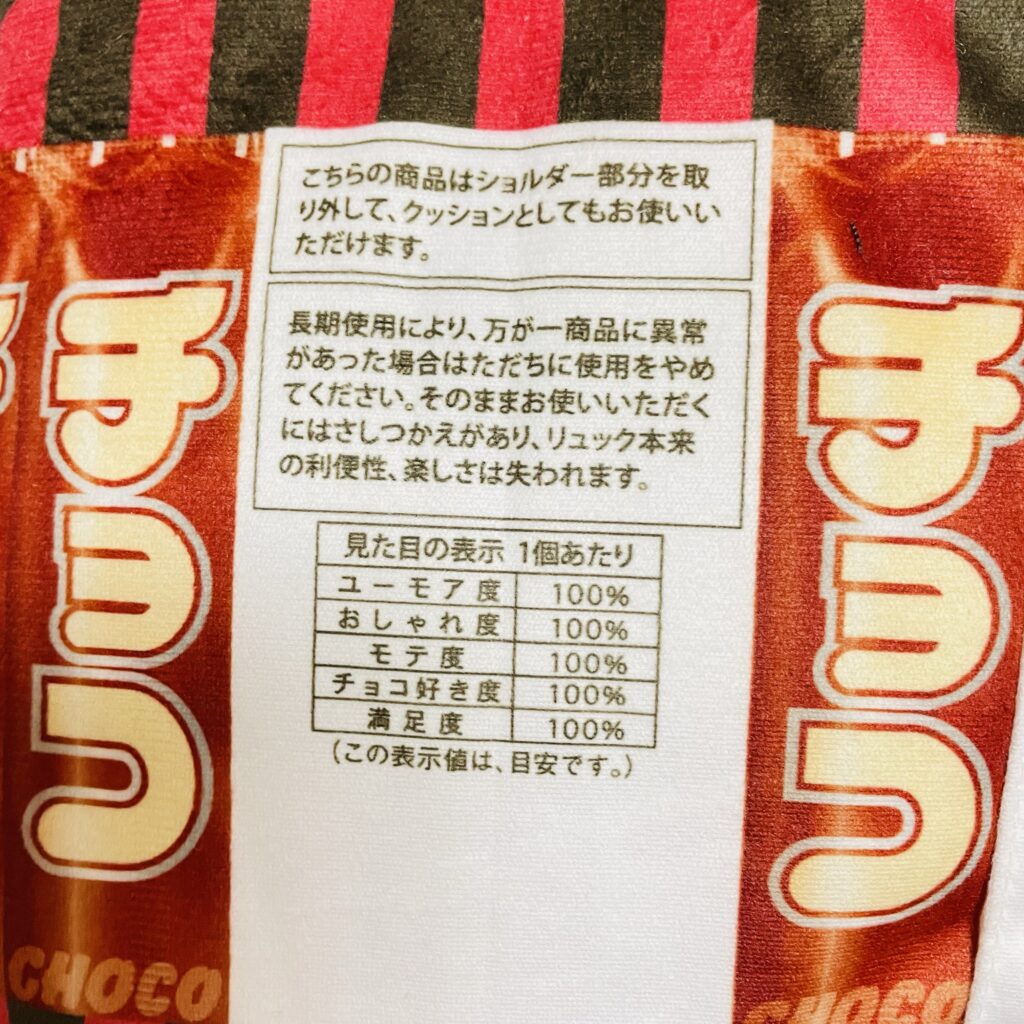 こちらの商品はショルダー部分を取
り外して、クッションとしてもお使いい
ただけます。
長期使用により、万が一商品に異常
があった場合はただちに使用をやめ
てください。そのままお使いいただく
にはさしつかえがあり、リュック本来
の利便性、楽しさは失われます。
見た目の表示 1個あたり
ユーモア度 100%
おしゃれ度 100%
モテ度 100%
チョコ好き度 100%
満足度 100%
(この表示値は、目安です。)
チョコ
CHOCO
チョコ
CHOCO